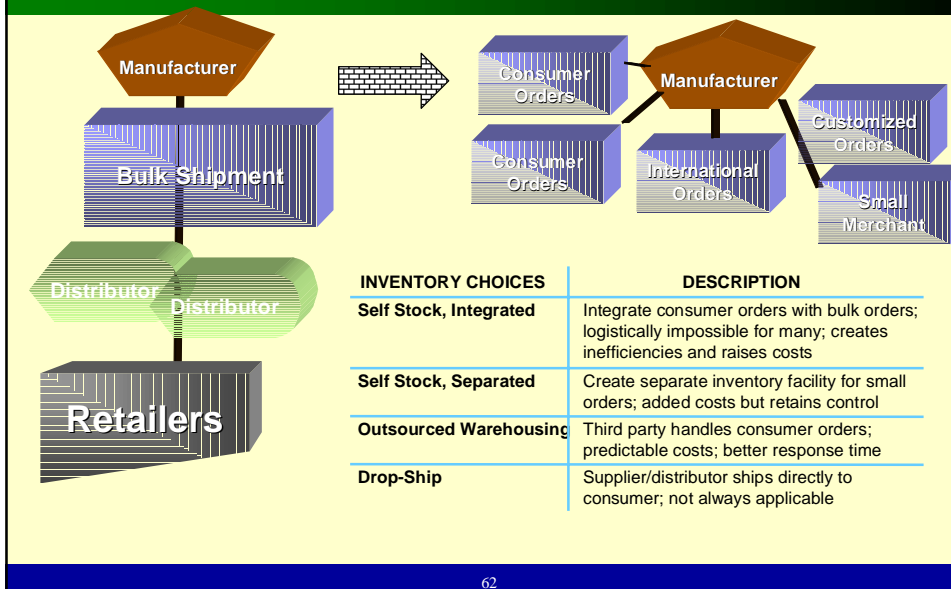 Manufacturer
Bulk Shipment
Distributor
Distributor
Retailers
Consumer
Orders
Manufacturer
Customized
Orders
Consumer
Orders
International
Orders
Small
Merchant
INVENTORY CHOICES
DESCRIPTION
Self Stock, Integrated
Integrate consumer orders with bulk orders;
logistically impossible for many; creates
inefficiencies and raises costs
Self Stock, Separated
Create separate inventory facility for small
orders; added costs but retains control
Outsourced Warehousing
Third party handles consumer orders;
predictable costs; better response time
Drop-Ship
Supplier/distributor ships directly to
consumer; not always applicable
62